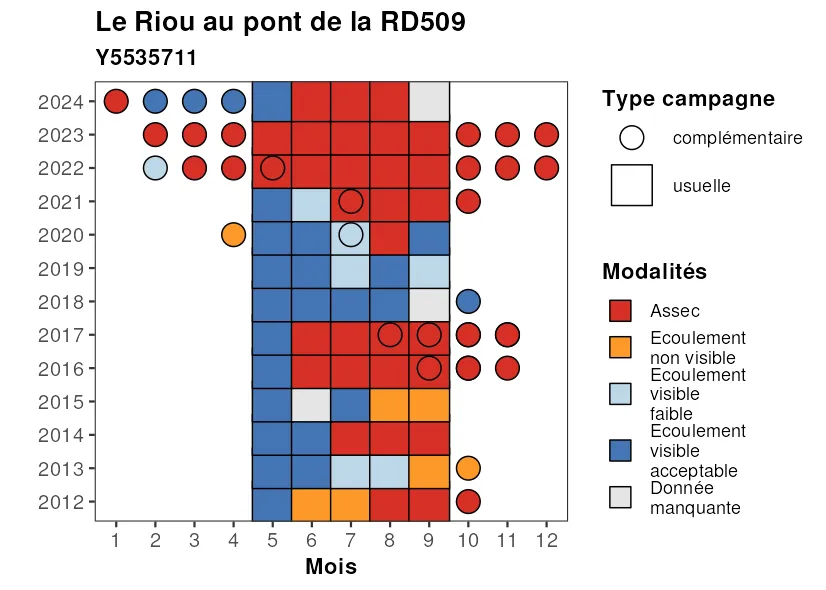 Le Riou au pont de la RD509
Y5535711
2024
2023
2022
2021
2020
2019
2018
2017
2016
2015
2014
2013
2012
1 2 3 4 5 6 7 8 9 10 11 12
Mois
Type campagne
complémentaire
usuelle
Modalités
Assec
Ecoulement
non visible
Ecoulement
visible
faible
Ecoulement
visible
acceptable
Donnée
manquante